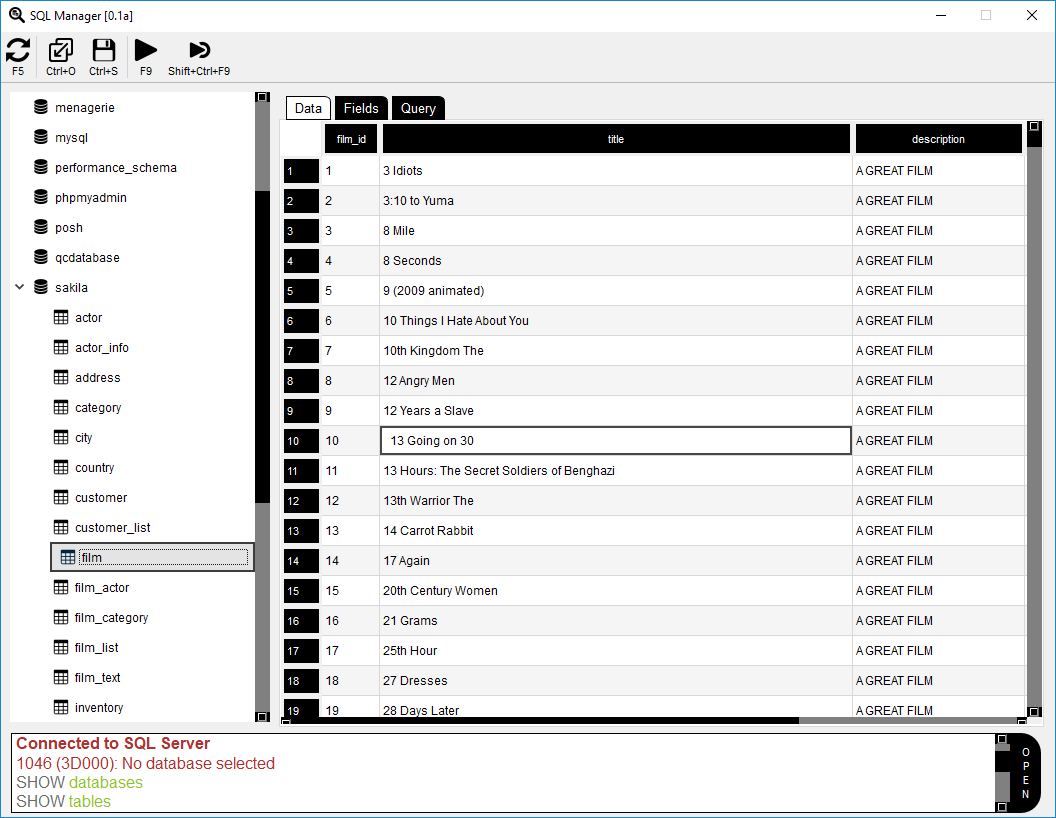 SQL Manager [0.1a]
F5 Ctrl+O Ctrl+S F9 Shift+Ctrl+F9
menagerie
mysql
performance_schema
phpmyadmin
posh
qcdatabase
sakila
actor
actor_info
address
category
city
country
customer
customer_list
film
film_actor
film_category
film_list
film_text
inventory
Data Fields Query
film_id title description
1 1 3 Idiots A GREAT FILM
2 2 3:10 to Yuma A GREAT FILM
3 3 8 Mile A GREAT FILM
4 4 8 Seconds A GREAT FILM
5 5 9 (2009 animated) A GREAT FILM
6 6 10 Things I Hate About You A GREAT FILM
7 7 10th Kingdom The A GREAT FILM
8 8 12 Angry Men A GREAT FILM
9 9 12 Years a Slave A GREAT FILM
10 10 13 Going on 30 A GREAT FILM
11 11 13 Hours: The Secret Soldiers of Benghazi A GREAT FILM
12 12 13th Warrior The A GREAT FILM
13 13 14 Carrot Rabbit A GREAT FILM
14 14 17 Again A GREAT FILM
15 15 20th Century Women A GREAT FILM
16 16 21 Grams A GREAT FILM
17 17 25th Hour A GREAT FILM
18 18 27 Dresses A GREAT FILM
19 19 28 Days Later A GREAT FILM
Connected to SQL Server
1046 (3D000): No database selected
SHOW databases
SHOW tables
OPEN